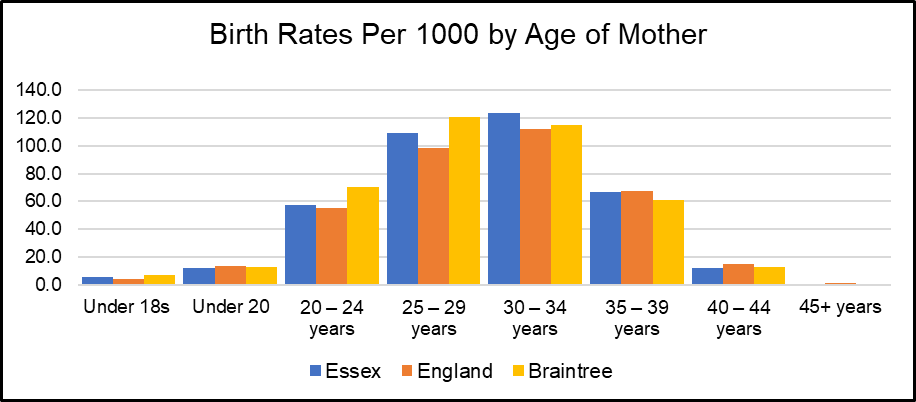 Birth Rates Per 1000 by Age of Mother
140.0
120.0
100.0
80.0
60.0
40.0
20.0
0.0
Under 18s Under 20 20 – 24 25 – 29 30 – 34 35 – 39 40 – 44 45+ years
years years years years years
Essex England Braintree